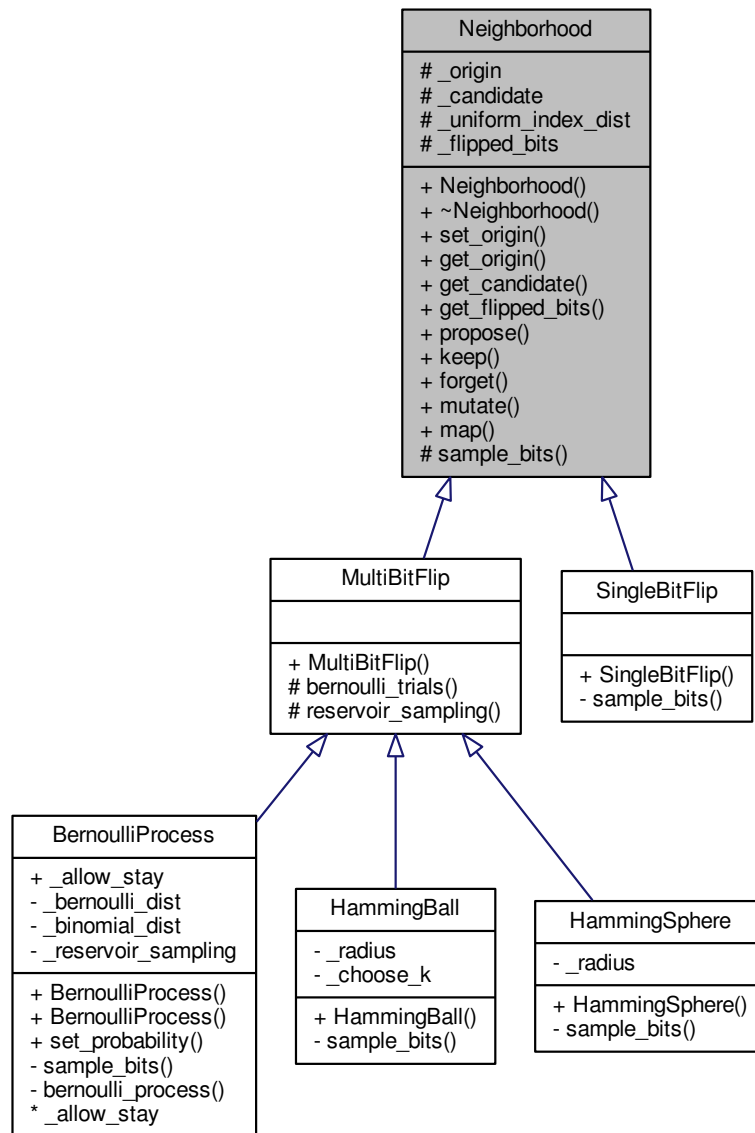 Neighborhood
# _origin
# _candidate
# _uniform_index_dist
# _flipped_bits
+ Neighborhood()
+ ~Neighborhood()
+ set_origin()
+ get_origin()
+ get_candidate()
+ get_flipped_bits()
+ propose()
+ keep()
+ forget()
+ mutate()
+ map()
# sample_bits()
MultiBitFlip
+ MultiBitFlip()
# bernoulli_trials()
# reservoir_sampling()
SingleBitFlip
+ SingleBitFlip()
- sample_bits()
BernoulliProcess
+ _allow_stay
- _bernoulli_dist
- _binomial_dist
- _reservoir_sampling
+ BernoulliProcess()
+ BernoulliProcess()
+ set_probability()
- sample_bits()
- bernoulli_process()
* _allow_stay
HammingBall
- _radius
- _choose_k
+ HammingBall()
- sample_bits()
HammingSphere
- _radius
+ HammingSphere()
- sample_bits()